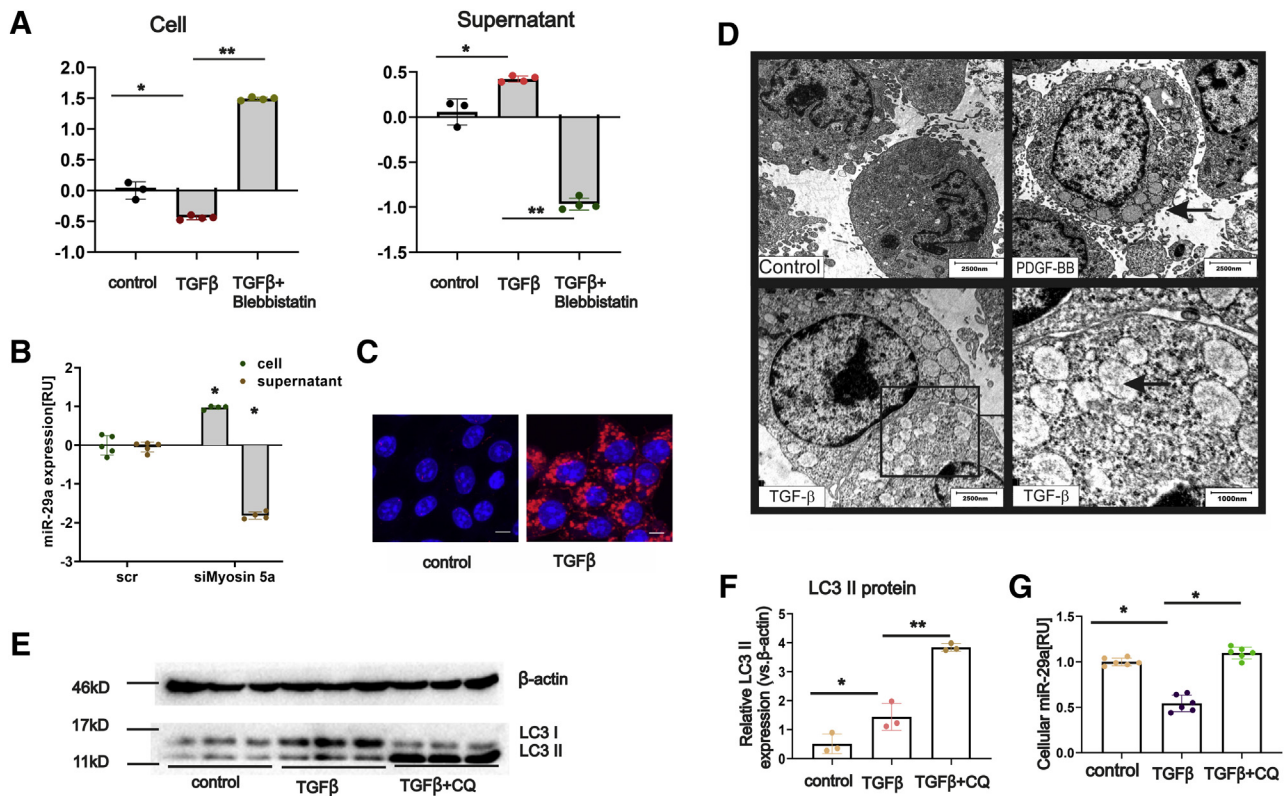 A
Cell
*
**
2.0
1.5
1.0
0.5
0.0
-0.5
-1.0
control
TGFβ
TGFβ+
Blebbistatin
Supernatant
*
**
0.5
0.0
-0.5
-1.0
-1.5
control
TGFβ
TGFβ+
Blebbistatin
B
miR-29a expression[RU]
2
1
0
-1
-2
-3
cell
supernatant
*
*
scr
siMyosin 5a
C
control
TGFβ
D
Control
2500nm
PDGF-BB
2500nm
TGF-β
2500nm
TGF-β
1000nm
E
46kD
17kD
11kD
β-actin
LC3 I
LC3 II
control
TGFβ
TGFβ+CQ
F
LC3 II protein
Relative LC3 II
expression (vs.β-actin)
5
4
3
2
1
0
*
**
control
TGFβ
TGFβ+CQ
G
Cellular miR-29a[RU]
1.5
1.0
0.5
0.0
*
*
control
TGFβ
TGFβ+CQ